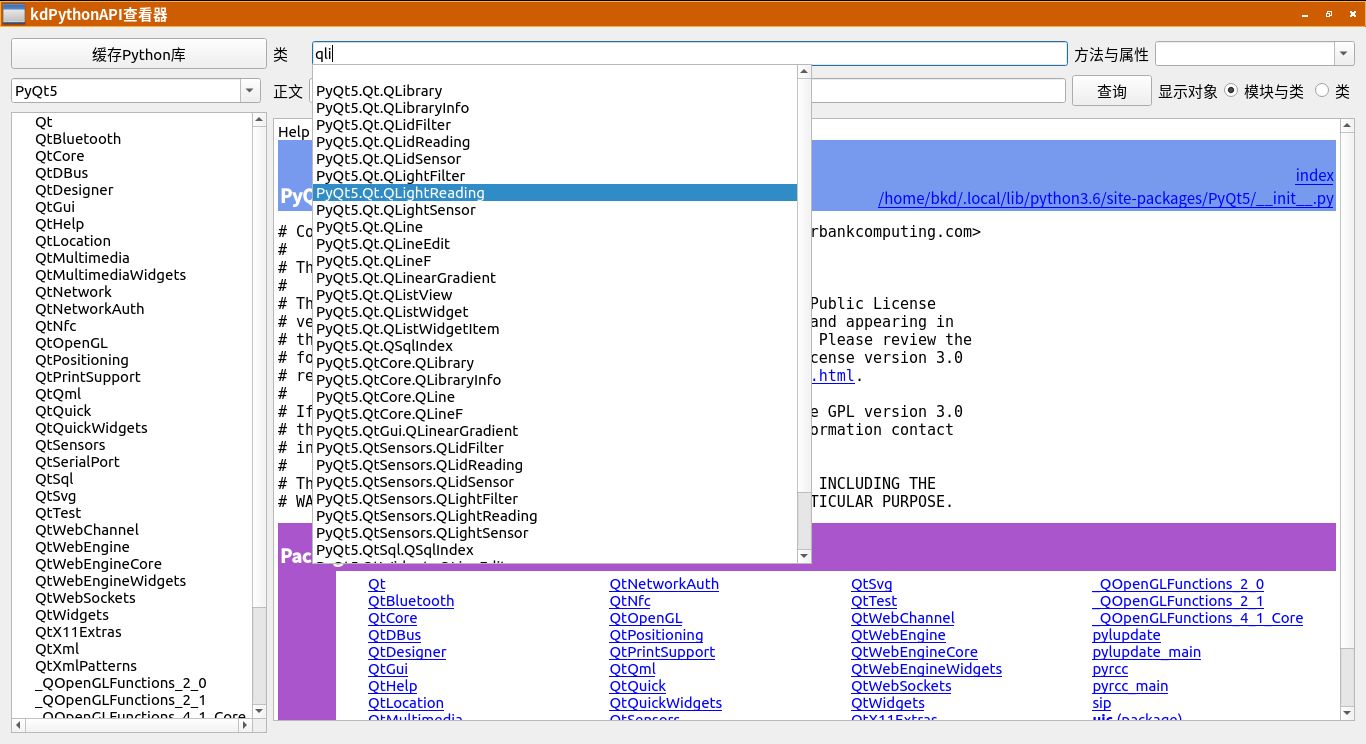 kdPythonAPI查看器
缓存Python库
类
qli
方法与属性
PyQt5
正文
查询
显示对象
模块与类
类
Qt
QtBluetooth
QtCore
QtDBus
QtDesigner
QtGui
QtHelp
QtLocation
QtMultimedia
QtMultimediaWidgets
QtNetwork
QtNetworkAuth
QtNfc
QtOpenGL
QtPositioning
QtPrintSupport
QtQml
QtQuick
QtQuickWidgets
QtSensors
QtSerialPort
QtSql
QtSvg
QtTest
QtWebChannel
QtWebEngine
QtWebEngineCore
QtWebEngineWidgets
QtWebSockets
QtWidgets
QtX11Extras
QtXml
QtXmlPatterns
_QOpenGLFunctions_2_0
_QOpenGLFunctions_2_1
_QOpenGLFunctions_4_1_Core
PyQt5.Qt.QLibrary
PyQt5.Qt.QLibraryInfo
PyQt5.Qt.QLidFilter
PyQt5.Qt.QLidReading
PyQt5.Qt.QLidSensor
PyQt5.Qt.QLightFilter
PyQt5.Qt.QLightReading
PyQt5.Qt.QLightSensor
PyQt5.Qt.QLine
PyQt5.Qt.QLineEdit
PyQt5.Qt.QLineF
PyQt5.Qt.QLinearGradient
PyQt5.Qt.QListView
PyQt5.Qt.QListWidget
PyQt5.Qt.QListWidgetItem
PyQt5.Qt.QSqlIndex
PyQt5.QtCore.QLibrary
PyQt5.QtCore.QLibraryInfo
PyQt5.QtCore.QLine
PyQt5.QtCore.QLineF
PyQt5.QtGui.QLinearGradient
PyQt5.QtSensors.QLidFilter
PyQt5.QtSensors.QLidReading
PyQt5.QtSensors.QLidSensor
PyQt5.QtSensors.QLightFilter
PyQt5.QtSensors.QLightReading
PyQt5.QtSensors.QLightSensor
PyQt5.QtSql.QSqlIndex
Help
index
/home/bkd/.local/lib/python3.6/site-packages/PyQt5/__init__.py
# Co rbankcomputing.com>
#
# Th
#
# Th Public License
# ve and appearing in
# th Please review the
# fo cense version 3.0
# re .html.
#
# If e GPL version 3.0
# th ormation contact
# in
#
# Th INCLUDING THE
# WA TICULAR PURPOSE.
Pac
Qt QtNetworkAuth QtSvg _QOpenGLFunctions_2_0
QtBluetooth QtNfc QtTest _QOpenGLFunctions_2_1
QtCore QtOpenGL QtWebChannel _QOpenGLFunctions_4_1_Core
QtDBus QtPositioning QtWebEngine pylupdate
QtDesigner QtPrintSupport QtWebEngineCore pylupdate_main
QtGui QtQml QtWebEngineWidgets pyrcc
QtHelp QtQuick QtWebSockets pyrcc_main
QtLocation QtQuickWidgets QtWidgets sip
QtMultimedia QtSensors QtX11Extras uic (package)